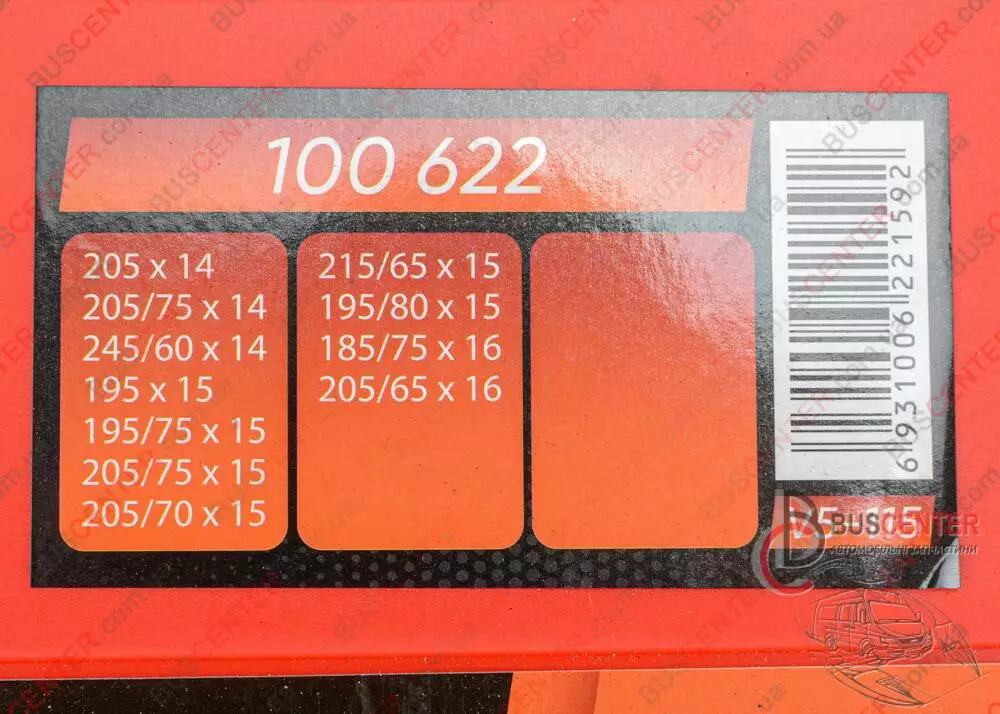 100 622
205 x 14
205/75 x 14
245/60 x 14
195 x 15
195/75 x 15
205/75 x 15
205/70 x 15
215/65 x 15
195/80 x 15
185/75 x 16
205/65 x 16
6931006221592
BUSCENTER
АВТОМОБІЛЬНІ ЗАПЧАСТИНИ
BUSCENTER.com.ua